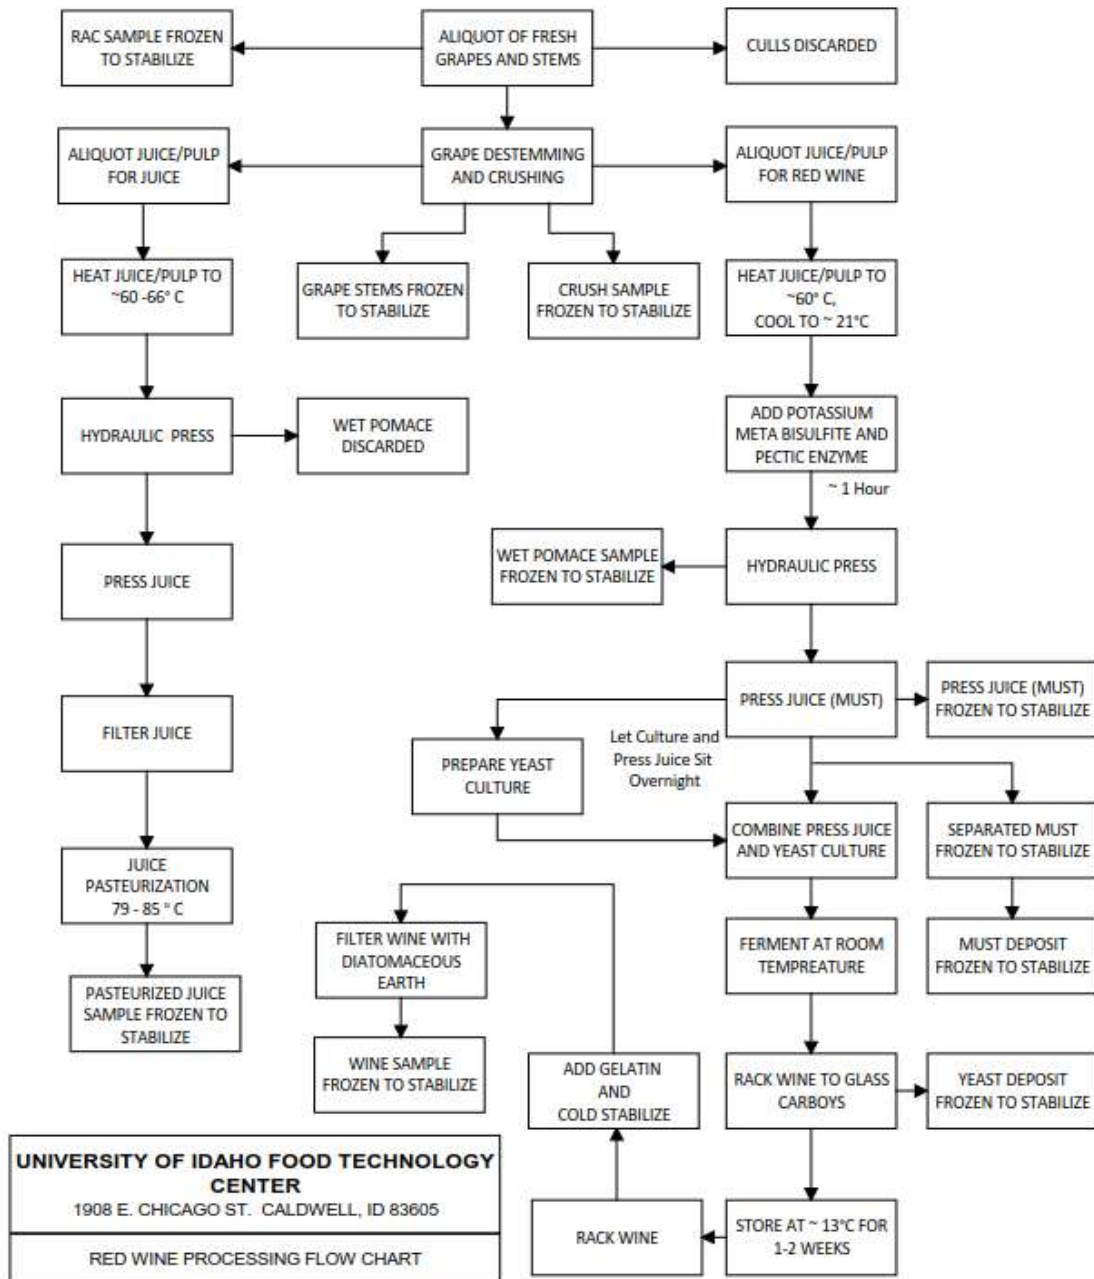 RAC SAMPLE FROZEN
TO STABILIZE
ALIQUOT OF FRESH
GRAPES AND STEMS
CULLS DISCARDED
ALIQUOT JUICE/PULP
FOR JUICE
GRAPE DESTEMMING
AND CRUSHING
ALIQUOT JUICE/PULP
FOR RED WINE
HEAT JUICE/PULP TO
~60 -66° C
GRAPE STEMS FROZEN
TO STABILIZE
CRUSH SAMPLE
FROZEN TO STABILIZE
HEAT JUICE/PULP TO
~60° C,
COOL TO ~ 21°C
HYDRAULIC PRESS
WET POMACE
DISCARDED
ADD POTASSIUM
META BISULFITE AND
PECTIC ENZYME
~ 1 Hour
PRESS JUICE
WET POMACE SAMPLE
FROZEN TO STABILIZE
HYDRAULIC PRESS
FILTER JUICE
PRESS JUICE (MUST)
PRESS JUICE (MUST)
FROZEN TO STABILIZE
PREPARE YEAST
CULTURE
Let Culture and
Press Juice Sit
Overnight
COMBINE PRESS JUICE
AND YEAST CULTURE
SEPARATED MUST
FROZEN TO STABILIZE
JUICE
PASTEURIZATION
79 - 85 ° C
FILTER WINE WITH
DIATOMACEOUS
EARTH
FERMENT AT ROOM
TEMPREATURE
MUST DEPOSIT
FROZEN TO STABILIZE
PASTEURIZED JUICE
SAMPLE FROZEN TO
STABILIZE
WINE SAMPLE
FROZEN TO STABILIZE
ADD GELATIN
AND
COLD STABILIZE
RACK WINE TO GLASS
CARBOYS
YEAST DEPOSIT
FROZEN TO STABILIZE
RACK WINE
STORE AT ~ 13°C FOR
1-2 WEEKS
UNIVERSITY OF IDAHO FOOD TECHNOLOGY
CENTER
1908 E. CHICAGO ST. CALDWELL, ID 83605
RED WINE PROCESSING FLOW CHART